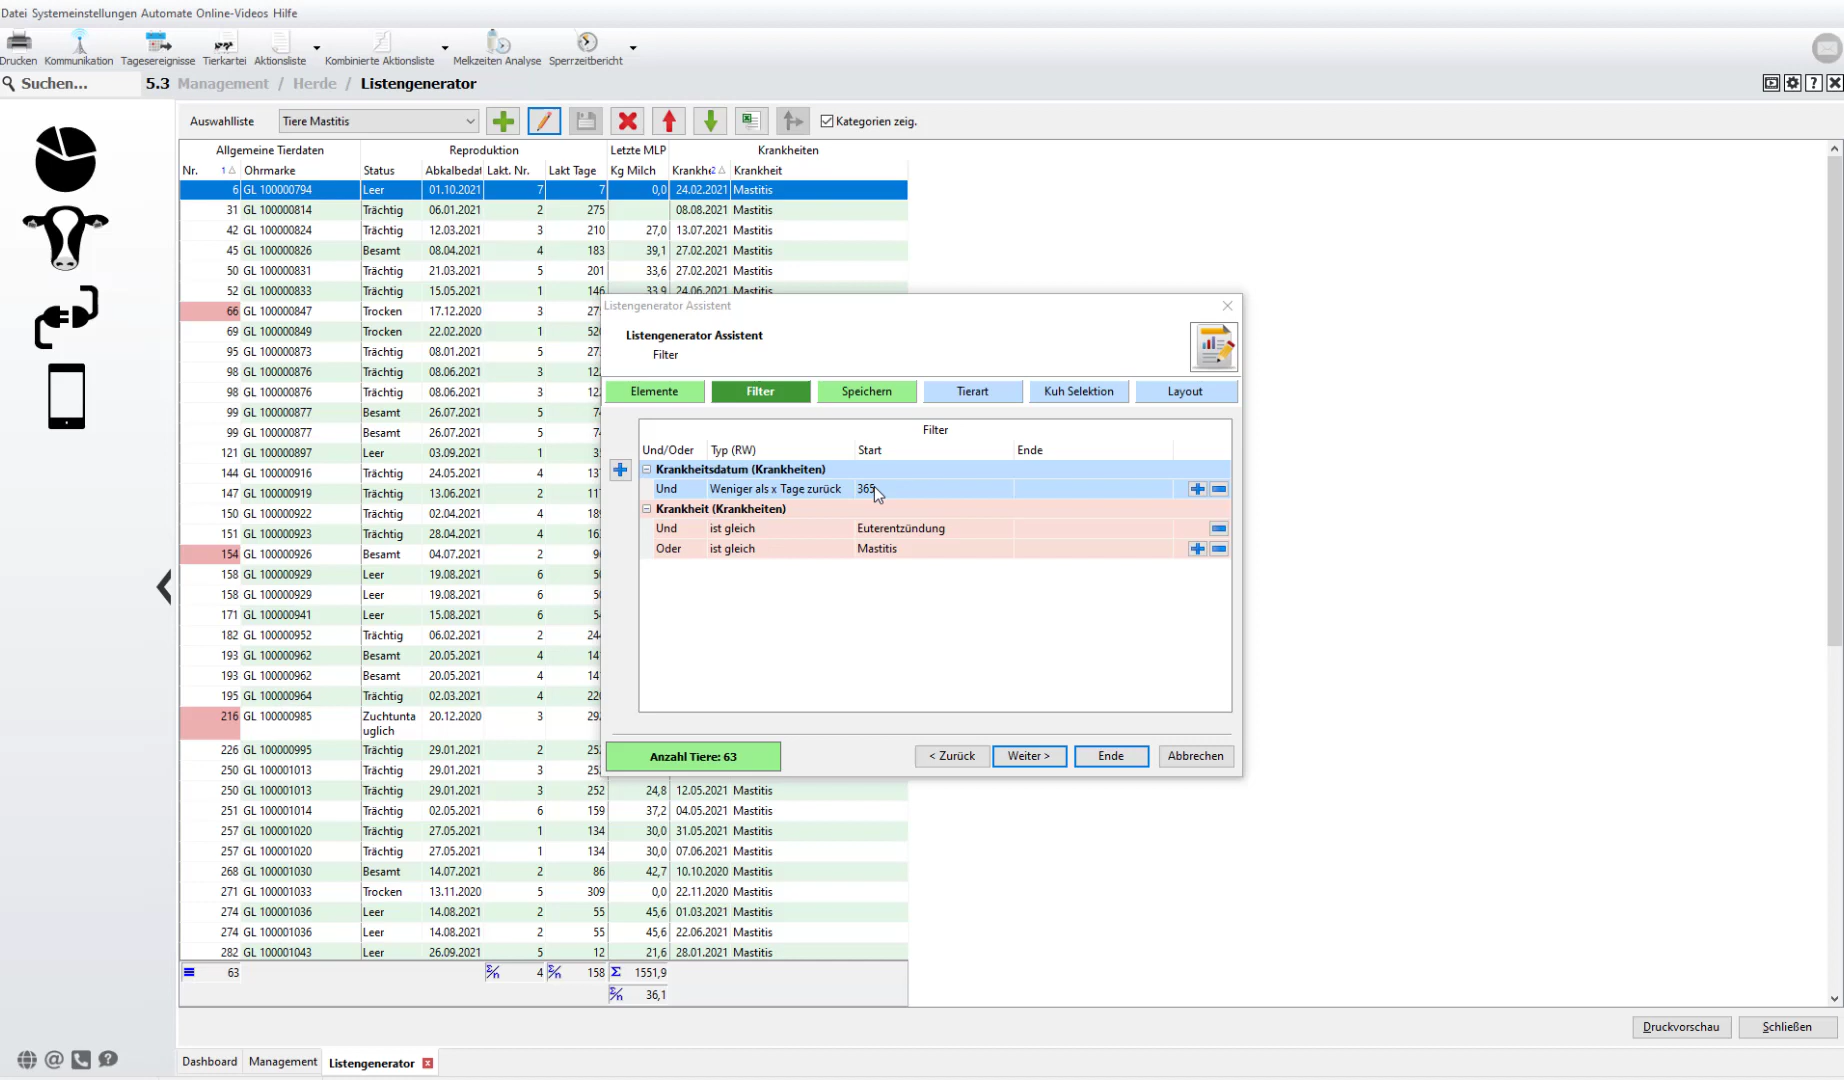 Datei Systemeinstellungen Automate Online-Videos Hilfe
Drucken Kommunikation Tagesereignisse Tierkartei Aktionsliste Kombinierte Aktionsliste Melkzeiten Analyse Sperrzeitbericht
Suchen... 5.3 Management / Herde / Listengenerator
Auswahlliste Tiere Mastitis Kategorien zeig.
Allgemeine Tierdaten Reproduktion Letzte MLP Krankheiten
Nr. 1 Ohrmarke Status Abkalbedat Lakt. Nr. Lakt Tage Kg Milch Krankh 2 Krankheit
6 GL 100000794 Leer 01.10.2021 7 7 0,0 24.02.2021 Mastitis
31 GL 100000814 Trächtig 06.01.2021 2 275 08.08.2021 Mastitis
42 GL 100000824 Trächtig 12.03.2021 3 210 27,0 13.07.2021 Mastitis
45 GL 100000826 Besamt 08.04.2021 4 183 39,1 27.02.2021 Mastitis
50 GL 100000831 Trächtig 21.03.2021 5 201 33,6 27.02.2021 Mastitis
52 GL 100000833 Trächtig 15.05.2021 1 146 33,9 24.06.2021 Mastitis
66 GL 100000847 Trocken 17.12.2020 3
69 GL 100000849 Trocken 22.02.2020 1
95 GL 100000873 Trächtig 08.01.2021 5
98 GL 100000876 Trächtig 08.06.2021 3
98 GL 100000876 Trächtig 08.06.2021 3
99 GL 100000877 Besamt 26.07.2021 5
99 GL 100000877 Besamt 26.07.2021 5
121 GL 100000897 Leer 03.09.2021 1
144 GL 100000916 Trächtig 24.05.2021 4
147 GL 100000919 Trächtig 13.06.2021 2
150 GL 100000922 Trächtig 02.04.2021 4
151 GL 100000923 Trächtig 28.04.2021 4
154 GL 100000926 Besamt 04.07.2021 2
158 GL 100000929 Leer 19.08.2021 6
158 GL 100000929 Leer 19.08.2021 6
171 GL 100000941 Leer 15.08.2021 6
182 GL 100000952 Trächtig 06.02.2021 2
193 GL 100000962 Besamt 20.05.2021 4
193 GL 100000962 Besamt 20.05.2021 4
195 GL 100000964 Trächtig 02.03.2021 4
216 GL 100000985 Zuchtunta 20.12.2020 3
uglich
226 GL 100000995 Trächtig 29.01.2021 2
250 GL 100001013 Trächtig 29.01.2021 3
250 GL 100001013 Trächtig 29.01.2021 3 252 24,8 12.05.2021 Mastitis
251 GL 100001014 Trächtig 02.05.2021 6 159 37,2 04.05.2021 Mastitis
257 GL 100001020 Trächtig 27.05.2021 1 134 30,0 31.05.2021 Mastitis
257 GL 100001020 Trächtig 27.05.2021 1 134 30,0 07.06.2021 Mastitis
268 GL 100001030 Besamt 14.07.2021 2 86 42,7 10.10.2020 Mastitis
271 GL 100001033 Trocken 13.11.2020 5 309 0,0 22.11.2020 Mastitis
274 GL 100001036 Leer 14.08.2021 2 55 45,6 01.03.2021 Mastitis
274 GL 100001036 Leer 14.08.2021 2 55 45,6 22.06.2021 Mastitis
282 GL 100001043 Leer 26.09.2021 5 12 21,6 28.01.2021 Mastitis
63 Σ/n 4 Σ/n 158 Σ 1551,9
Σ/n 36,1
Listengenerator Assistent
Listengenerator Assistent
Filter
Elemente Filter Speichern Tierart Kuh Selektion Layout
Filter
Und/Oder Typ (RW) Start Ende
Krankheitsdatum (Krankheiten)
Und Weniger als x Tage zurück 365
Krankheit (Krankheiten)
Und ist gleich Euterentzündung
Oder ist gleich Mastitis
Anzahl Tiere: 63 < Zurück Weiter > Ende Abbrechen
Druckvorschau Schließen
Dashboard Management Listengenerator